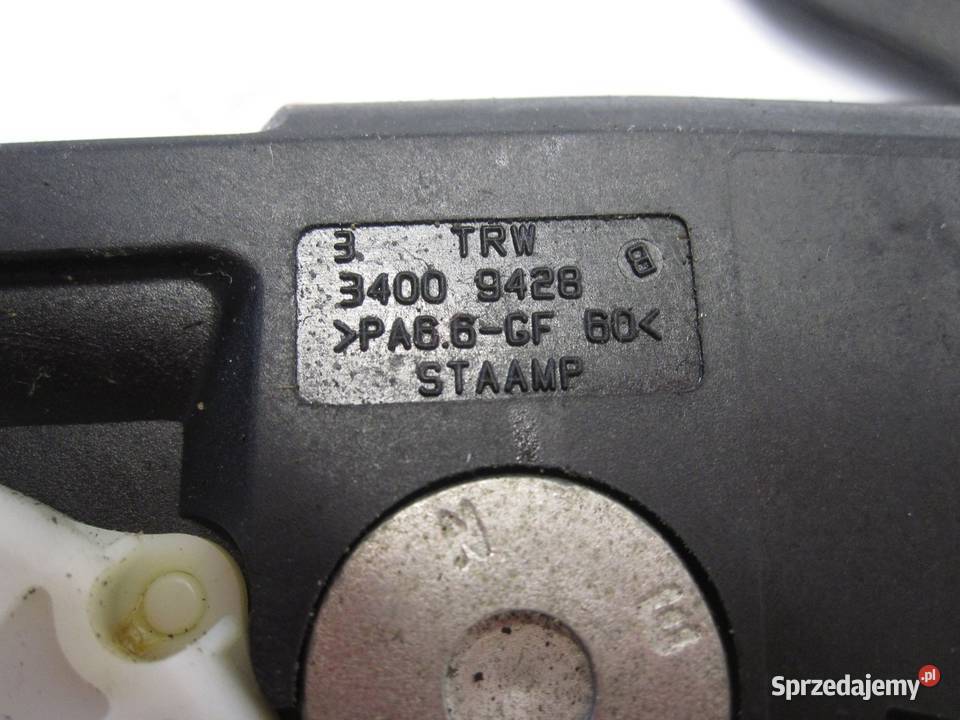 3. TRW
B
3400 9428
>PA6.6-GF 60<
STAAMP
Sprzedajemy.pl